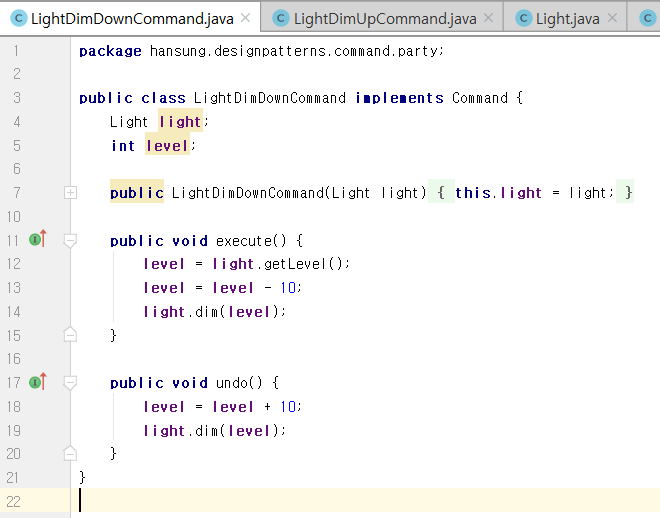 LightDimDownCommand.java LightDimUpCommand.java Light.java
1 package hansung.designpatterns.command.party;
2
3 public class LightDimDownCommand implements Command {
4 Light light;
5 int level;
6
7 public LightDimDownCommand(Light light) { this.light = light; }
10
11 public void execute() {
12 level = light.getLevel();
13 level = level - 10;
14 light.dim(level);
15 }
16
17 public void undo() {
18 level = level + 10;
19 light.dim(level);
20 }
21 }
22